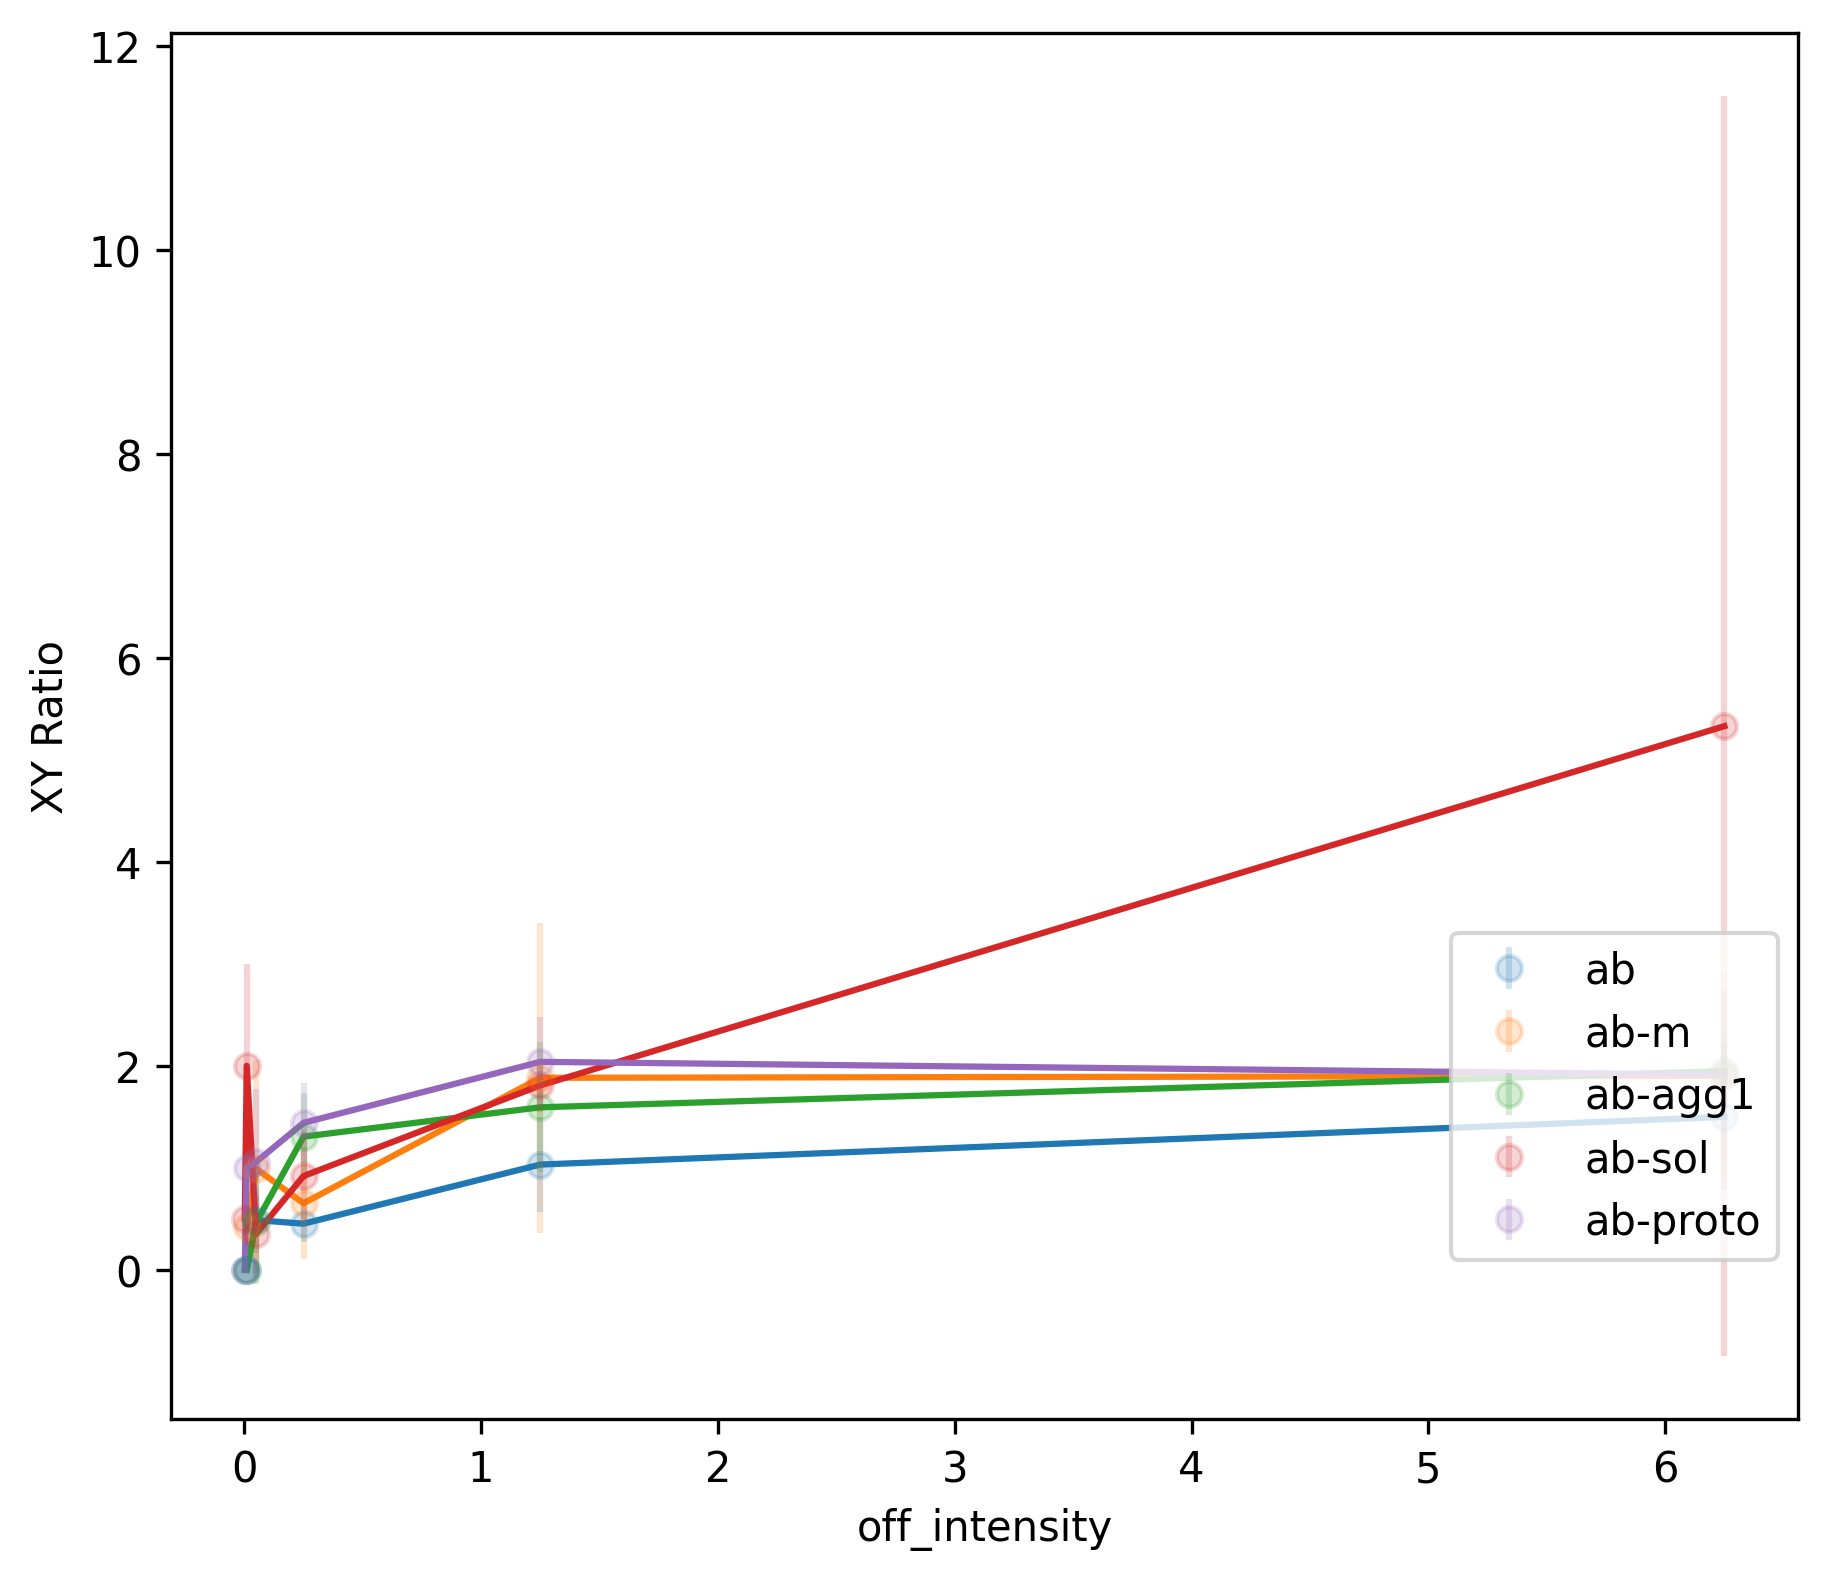 12
10
8
6
4
2
0
XY Ratio
ab
ab-m
ab-agg1
ab-sol
ab-proto
0 1 2 3 4 5 6
off_intensity